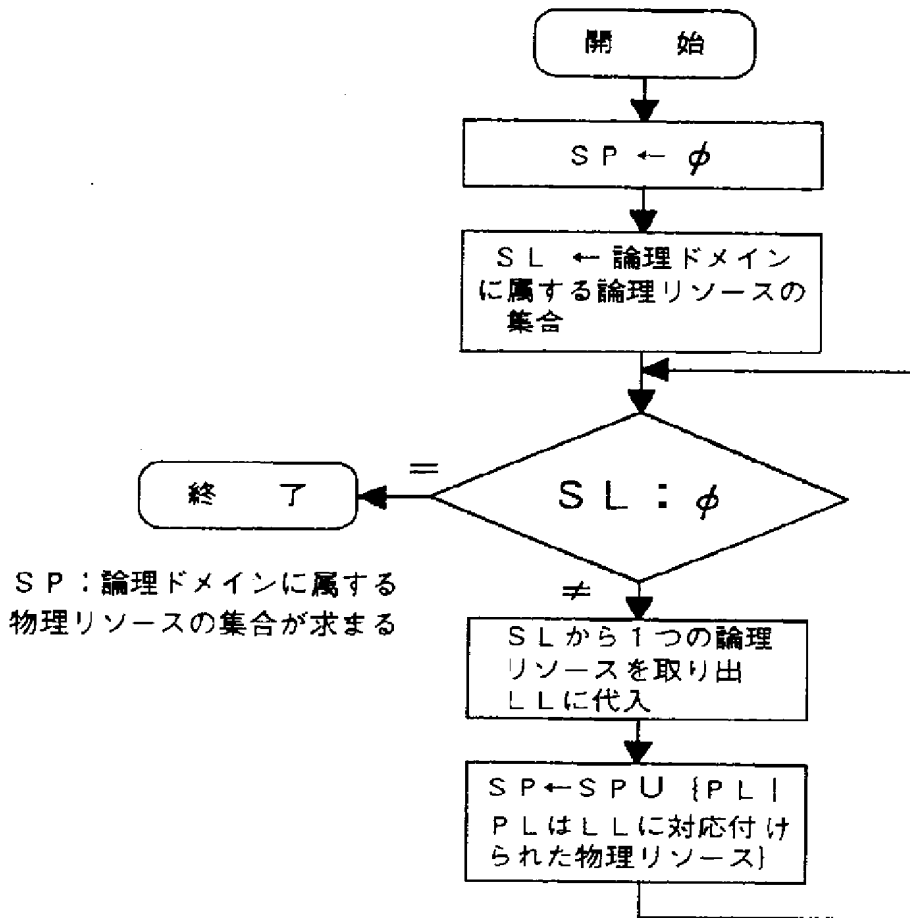 開 始
SP ← φ
SL ← 論理ドメイン
に属する論理リソースの
集合
=
SL:φ
終 了
SP:論理ドメインに属する
物理リソースの集合が求まる
≠
SLから1つの論理
リソースを取り出
LLに代入
SP←SP∪ {PL|
PLはLLに対応付け
られた物理リソース}